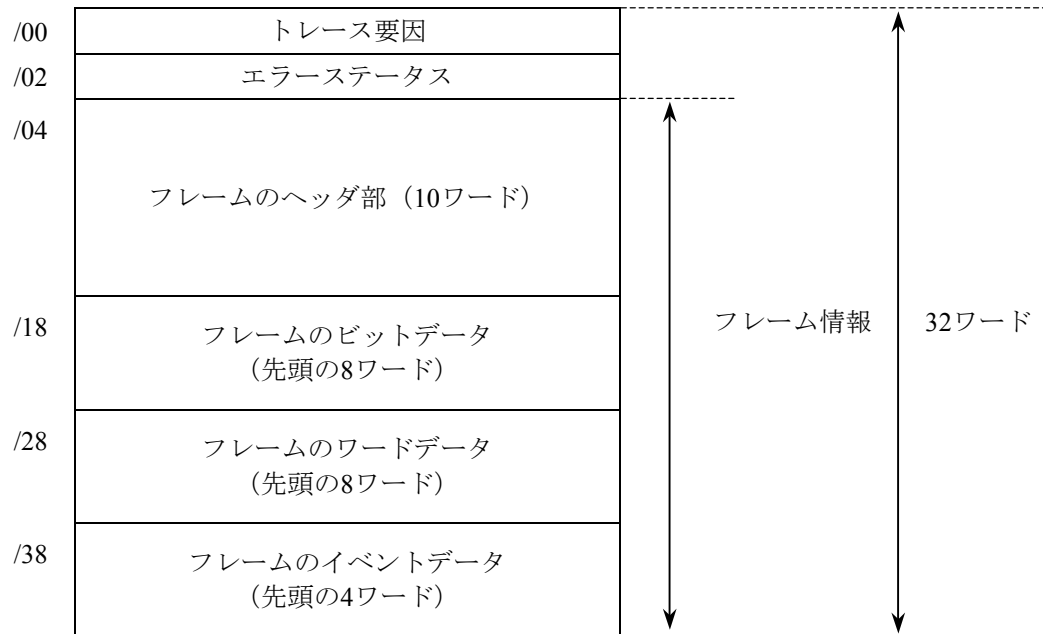 /00
トレース要因
/02
エラーステータス
/04
フレームのヘッダ部（10ワード）
/18
フレームのビットデータ
（先頭の8ワード）
フレーム情報
32ワード
/28
フレームのワードデータ
（先頭の8ワード）
/38
フレームのイベントデータ
（先頭の4ワード）